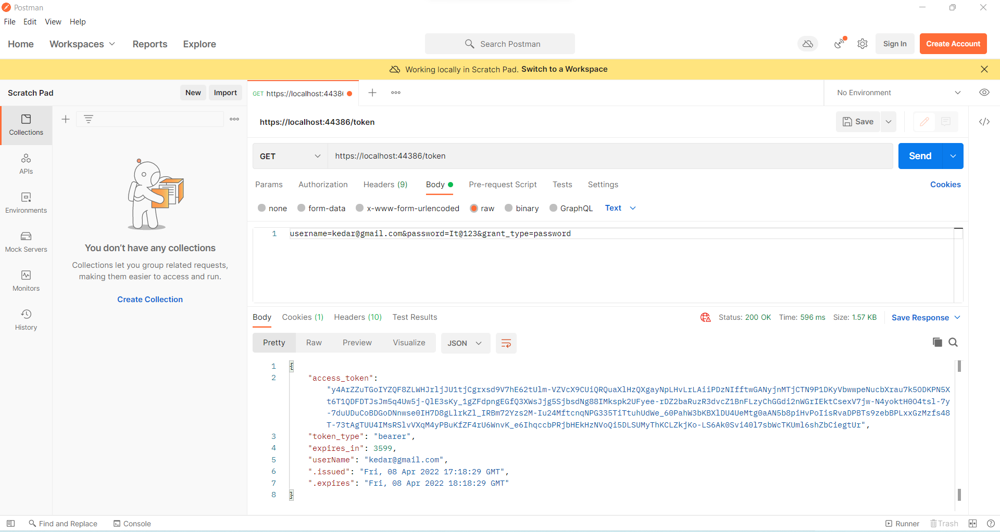 Postman
File Edit View Help
Home Workspaces Reports Explore
Search Postman
Sign In
Create Account
Working locally in Scratch Pad. Switch to a Workspace
Scratch Pad
New
Import
GET https://localhost:4438
No Environment
Collections
APIs
Environments
Mock Servers
Monitors
History
You don’t have any collections
Collections let you group related requests,
making them easier to access and run.
Create Collection
https://localhost:44386/token
Save
GET https://localhost:44386/token
Send
Params Authorization Headers (9) Body Pre-request Script Tests Settings Cookies
none form-data x-www-form-urlencoded raw binary GraphQL Text
1 username=kedar@gmail.com&password=It@123&grant_type=password
Body Cookies (1) Headers (10) Test Results
Status: 200 OK Time: 596 ms Size: 1.57 KB Save Response
Pretty Raw Preview Visualize JSON
1 {
2 "access_token":
"y4ArZZuTGoIYZQF8ZLWHJrljJU1tjCgrxsd9V7hE62tUlm-VZVcX9CUiQRQuaXlHzQXgayNpLHvLrLAiiPDzNIfftwGANyjnMTjCTN9P1DKyVbwwpeNucbXrau7k5ODKPN5X
t6T1QDFDTJsJm5q4Uw5j-QlE3sKy_1gZFdpngEGfQ3XWsJjg5SjbsdNg88IMkspk2UFyee-rDZ2baRuzR3dvcZ1BnFLzyChGGdi2nWGrIEktCsexV7jw-N4yoktH0O4tsl-7y
-7duUDuCoBDGoDNnwse0IH7D8gLlrkZl_IRBm72Yzs2M-Iu24MftcnqNPG335TiTtuhUdWe_60PahW3bKBXlDU4UeMtg0aAN5b8piHvPoIisRvaDPBTs9zebBPLxxGzMzfs48
T-73tAgTUU4IMsRSlvVXqM4yPBuKfZF4rU6WnvK_e6IhqccbPRjbHEkHzNVoQi5DLSUMyThKCLZkjKo-LS6Ak0Svi40l7sbWcTKUml6shZbCiegtUr",
3 "token_type": "bearer",
4 "expires_in": 3599,
5 "userName": "kedar@gmail.com",
6 ".issued": "Fri, 08 Apr 2022 17:18:29 GMT",
7 ".expires": "Fri, 08 Apr 2022 18:18:29 GMT"
8 }
Find and Replace Console
Runner Trash